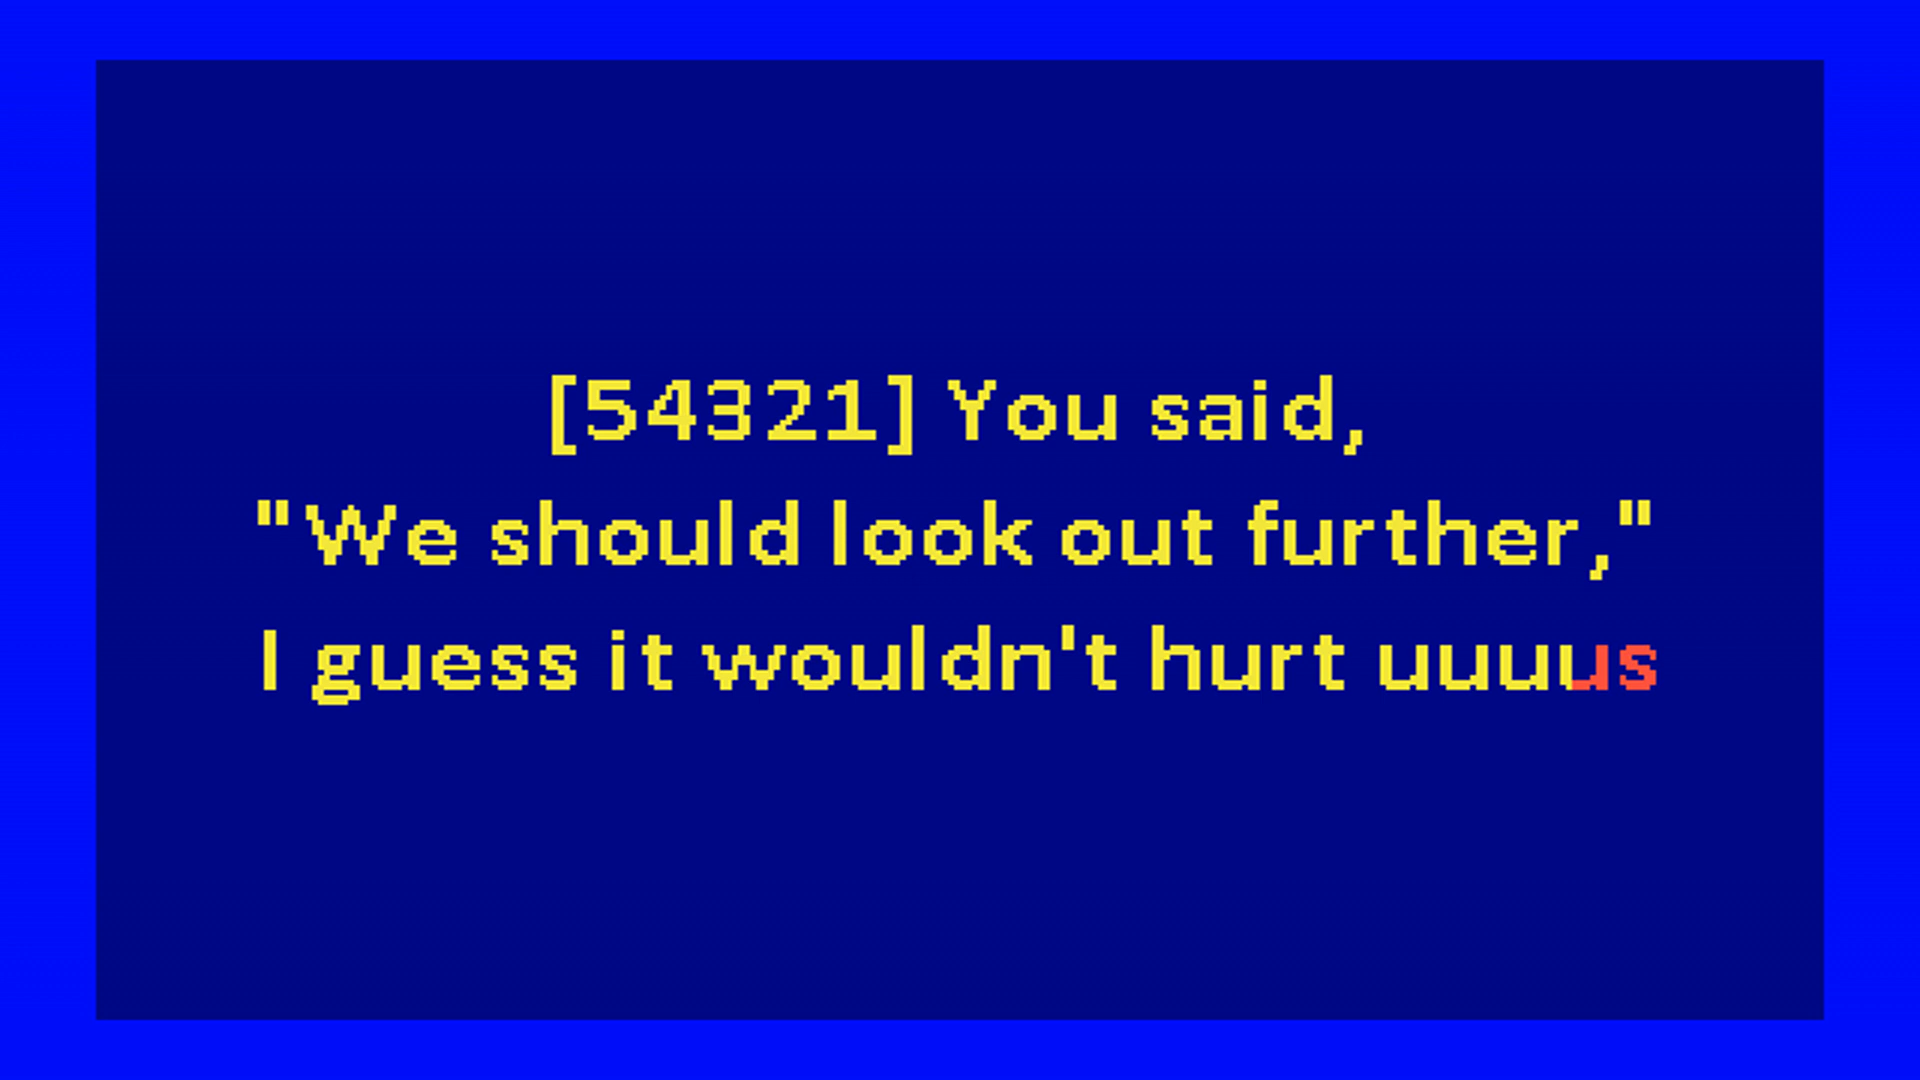 [54321] You said,
"We should look out further,"
I guess it wouldn't hurt uuuus